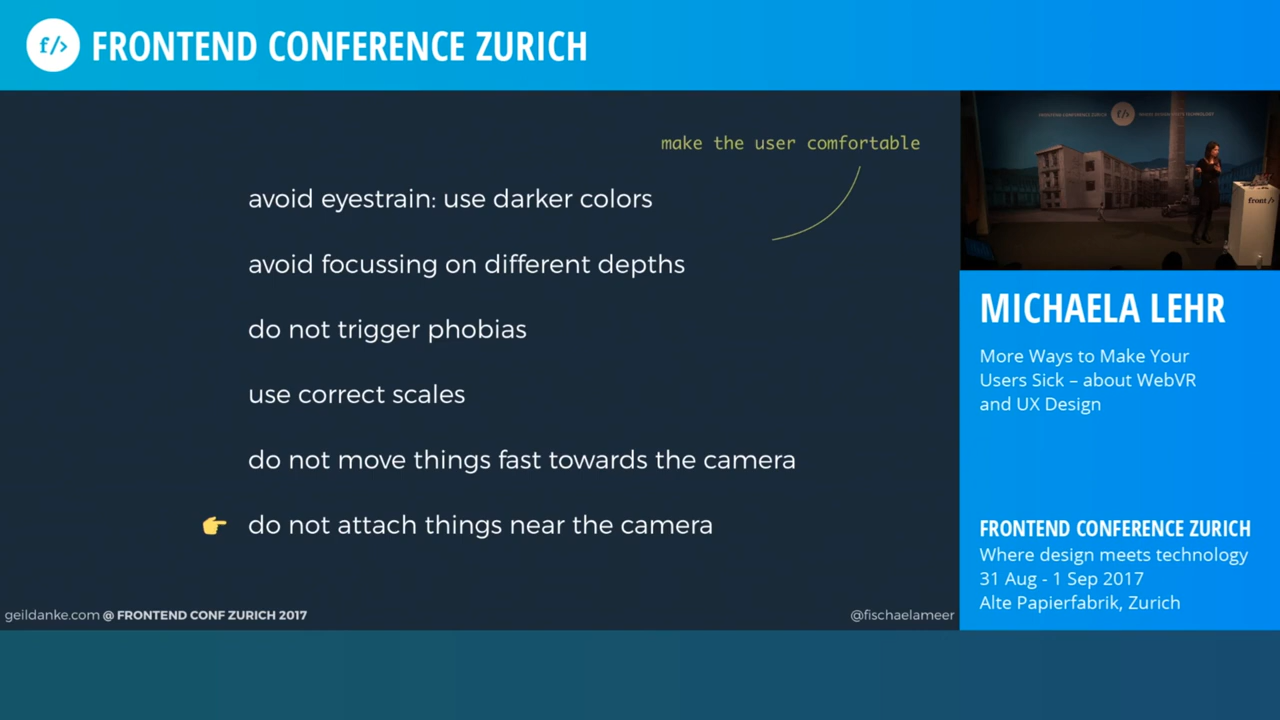 f/>
FRONTEND CONFERENCE ZURICH
make the user comfortable
avoid eyestrain: use darker colors
avoid focussing on different depths
do not trigger phobias
use correct scales
do not move things fast towards the camera
👉 do not attach things near the camera
geildanke.com @ FRONTEND CONF ZURICH 2017
@fischaelameer
front/>
MICHAELA LEHR
More Ways to Make Your
Users Sick – about WebVR
and UX Design
FRONTEND CONFERENCE ZURICH
Where design meets technology
31 Aug - 1 Sep 2017
Alte Papierfabrik, Zurich